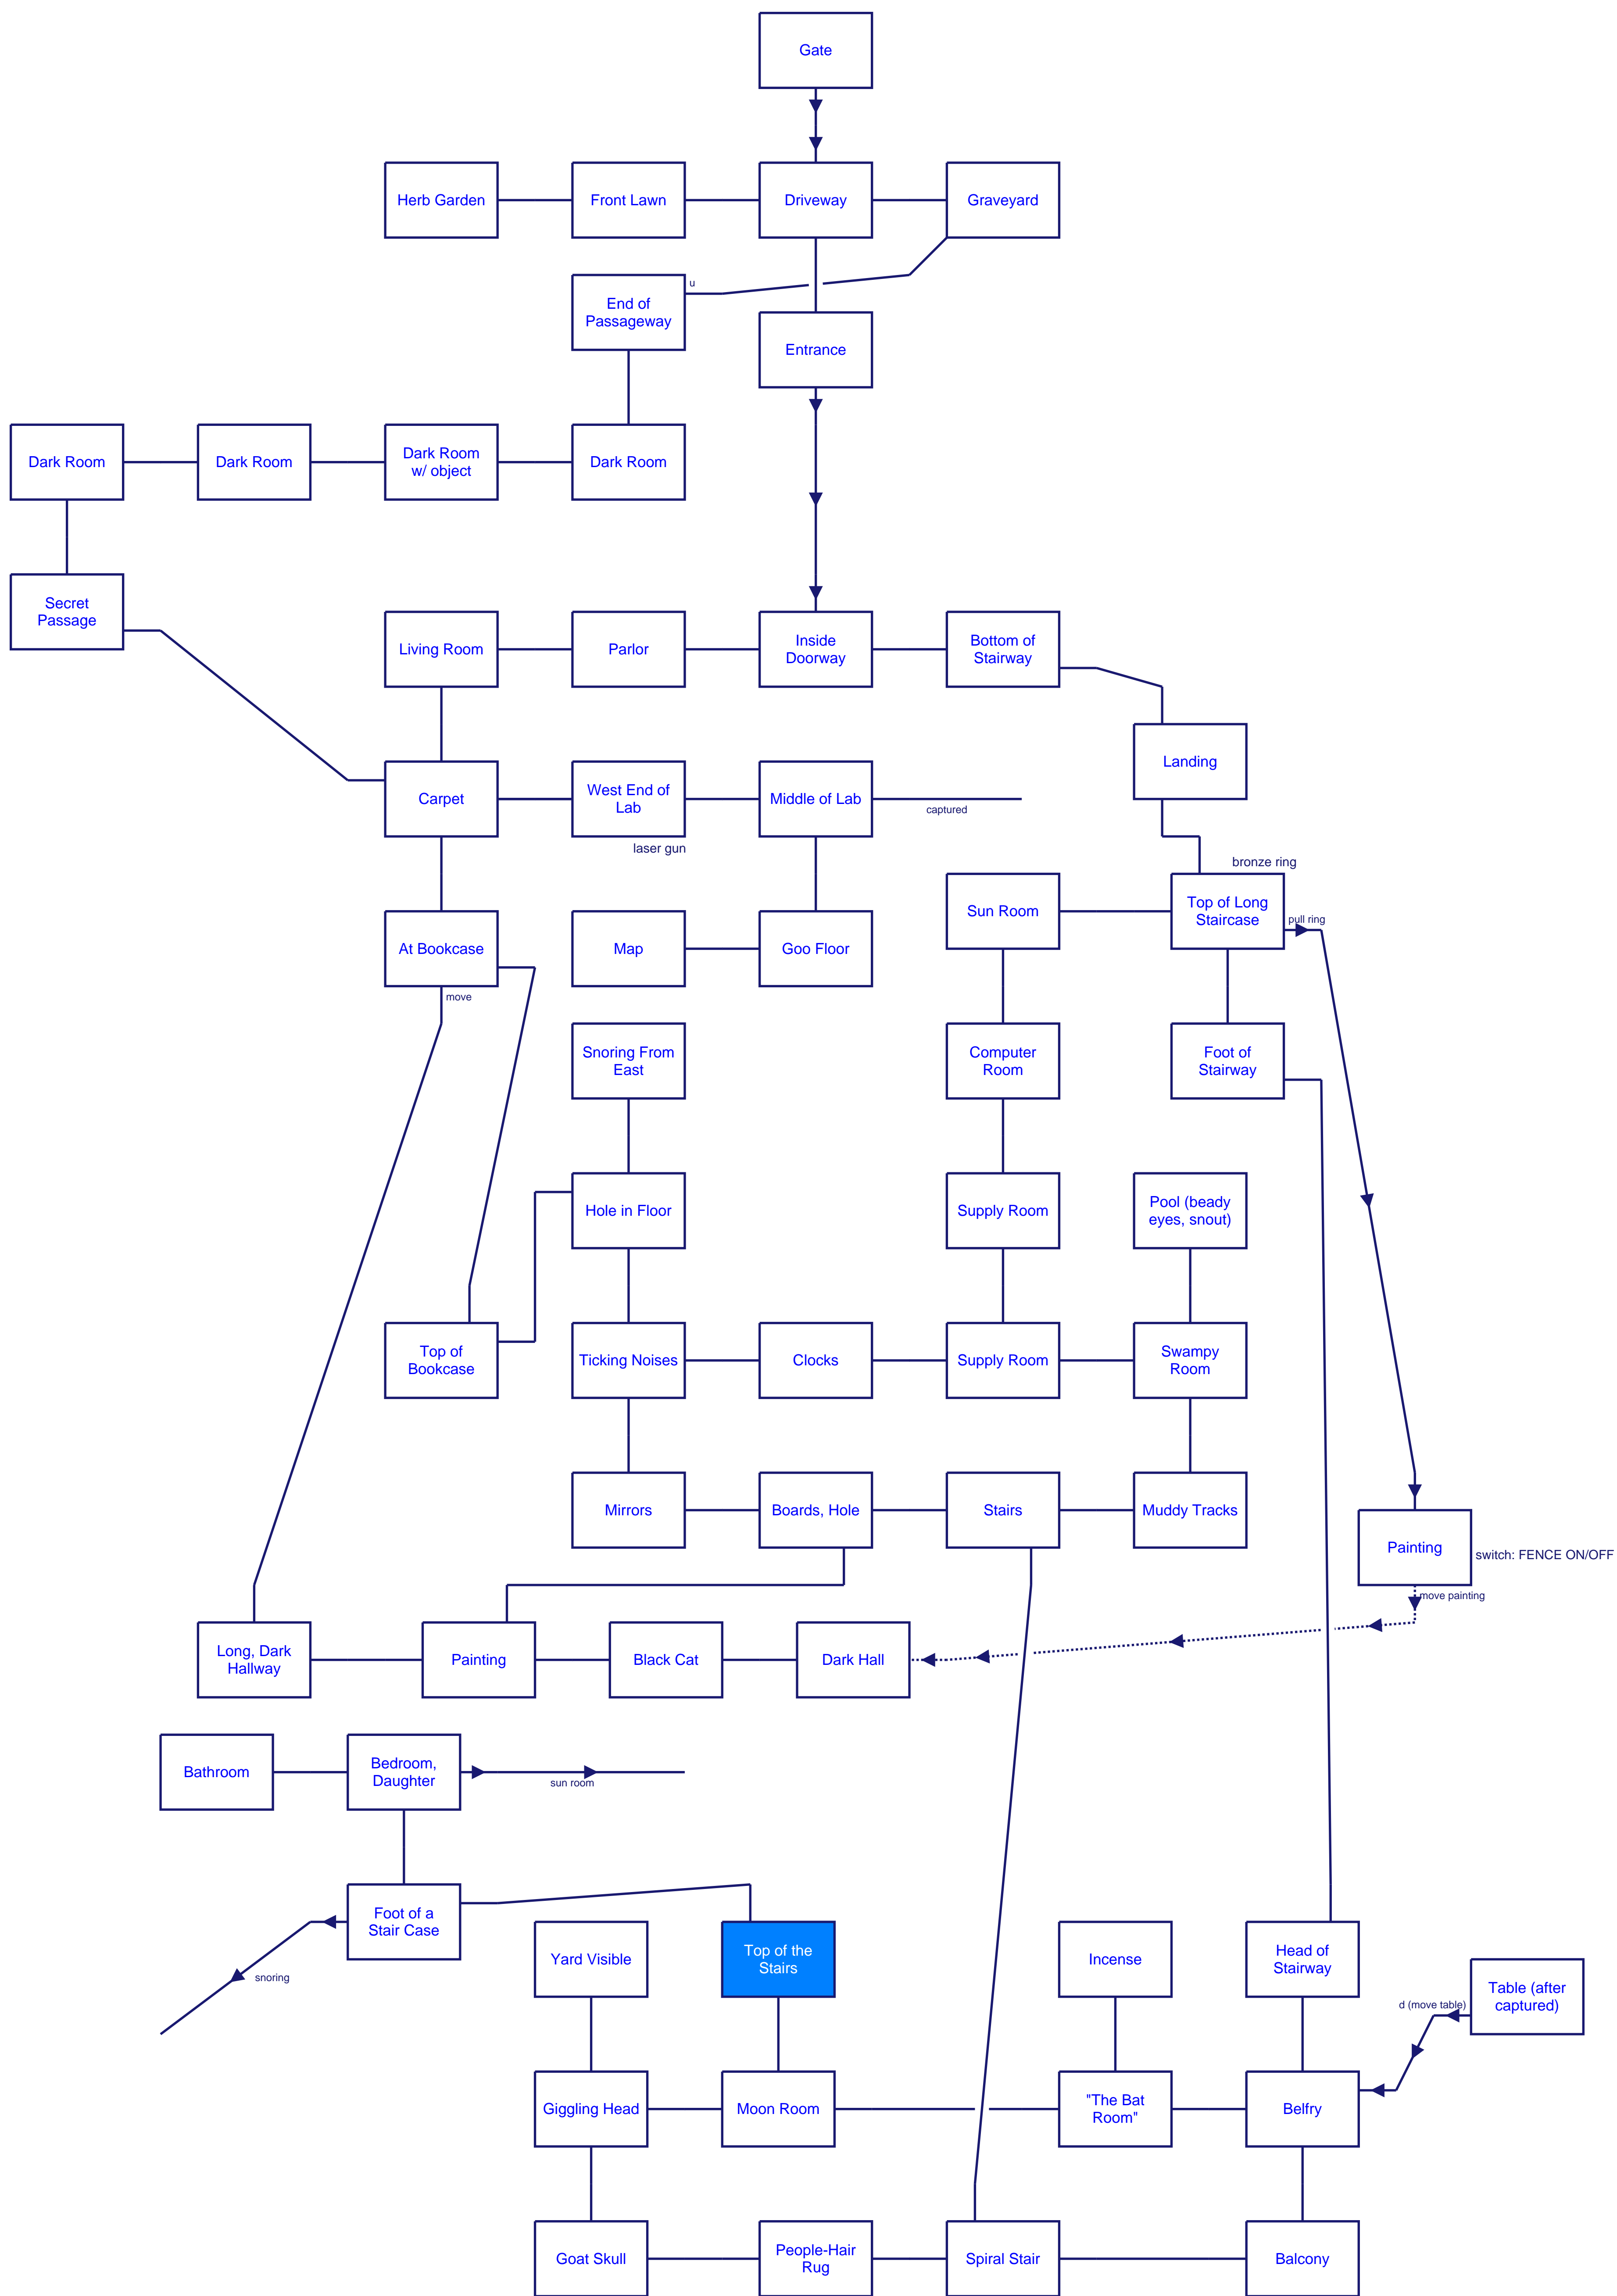 Gate
Herb Garden
Front Lawn
Driveway
Graveyard
u
End of
Passageway
Entrance
Dark Room
Dark Room
Dark Room
w/ object
Dark Room
Secret
Passage
Living Room
Parlor
Inside
Doorway
Bottom of
Stairway
Landing
Carpet
West End of
Lab
Middle of Lab
captured
laser gun
bronze ring
Sun Room
Top of Long
Staircase
pull ring
At Bookcase
Map
Goo Floor
move
Snoring From
East
Computer
Room
Foot of
Stairway
Hole in Floor
Supply Room
Pool (beady
eyes, snout)
Top of
Bookcase
Ticking Noises
Clocks
Supply Room
Swampy
Room
Mirrors
Boards, Hole
Stairs
Muddy Tracks
Painting
switch: FENCE ON/OFF
move painting
Long, Dark
Hallway
Painting
Black Cat
Dark Hall
Bathroom
Bedroom,
Daughter
sun room
Foot of a
Stair Case
snoring
Yard Visible
Top of the
Stairs
Incense
Head of
Stairway
Table (after
captured)
d (move table)
Giggling Head
Moon Room
"The Bat
Room"
Belfry
Goat Skull
People-Hair
Rug
Spiral Stair
Balcony